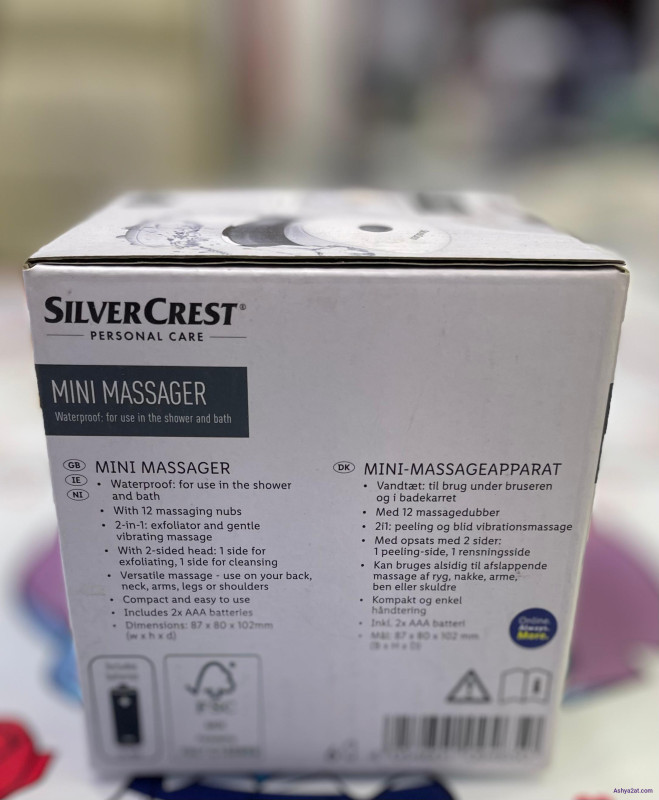 SILVERCREST®
PERSONAL CARE
MINI MASSAGER
Waterproof: for use in the shower and bath
GB
IE
NI
MINI MASSAGER
• Waterproof: for use in the shower
and bath
• With 12 massaging nubs
• 2-in-1: exfoliator and gentle
vibrating massage
• With 2-sided head: 1 side for
exfoliating, 1 side for cleansing
• Versatile massage - use on your back,
neck, arms, legs or shoulders
• Compact and easy to use
• Includes 2x AAA batteries
• Dimensions: 87 x 80 x 102mm
(w x h x d)
DK
MINI-MASSAGEAPPARAT
• Vandtæt: til brug under bruseren
og i badekarret
• Med 12 massagedubber
• 2i1: peeling og blid vibrationsmassage
• Med opsats med 2 sider:
1 peeling-side, 1 rensningsside
• Kan bruges alsidig til afslappende
massage af ryg, nakke, arme,
ben eller skuldre
• Kompakt og enkel
håndtering
• Inkl. 2x AAA batteri
• Mål: 87 x 80 x 102 mm
(B x H x D)
Online.
Always.
More.
Includes
batteries
FSC
Ashya2at.com